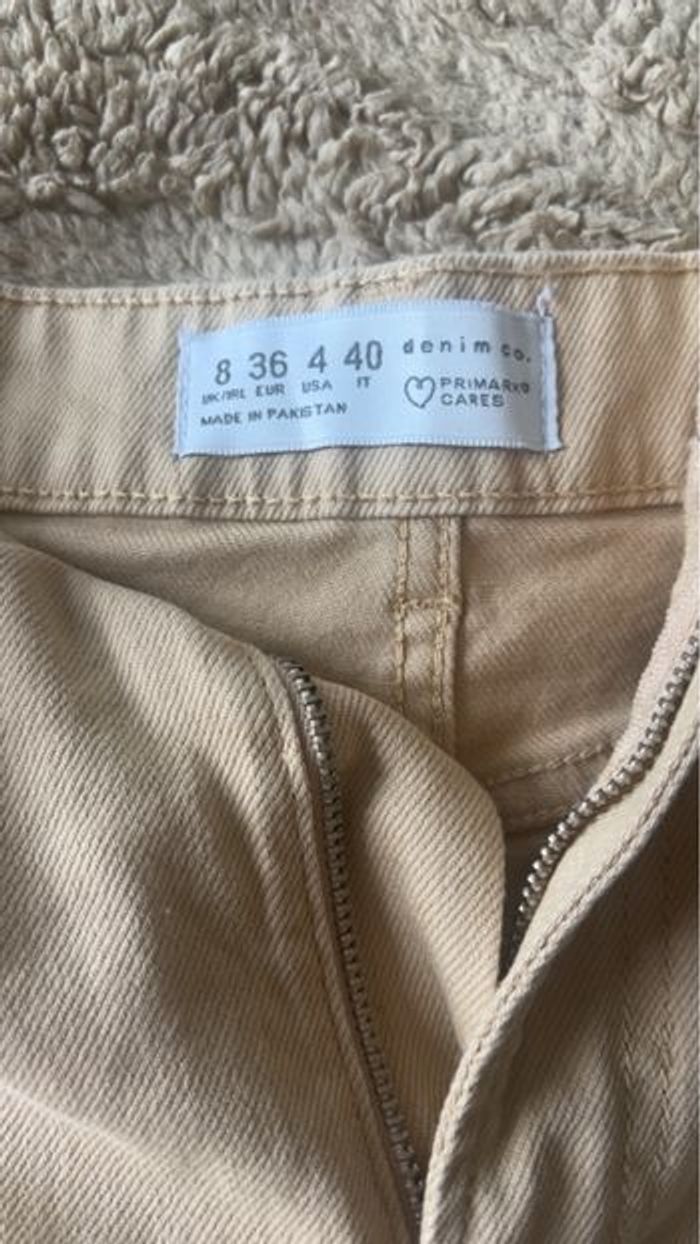 8 36 4 40
UK/IRL EUR USA IT
MADE IN PAKISTAN
denim co.
PRIMARK
CARES